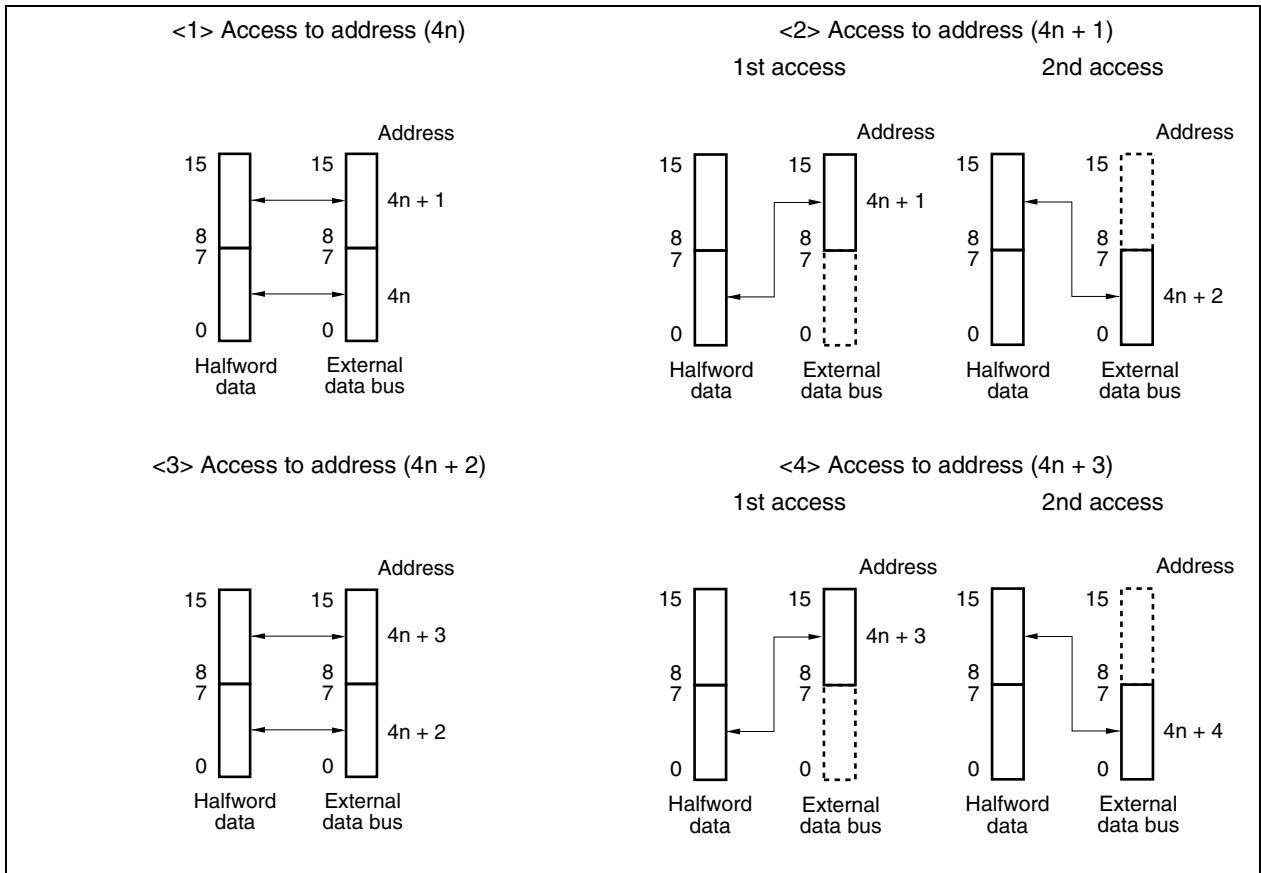 <1> Access to address (4n)
Address
15
15
4n + 1
8
8
7
7
4n
0
0
Halfword
data
External
data bus
<2> Access to address (4n + 1)
1st access
2nd access
Address
15
15
4n + 1
8
8
7
7
0
0
Halfword
data
External
data bus
Address
15
15
8
8
7
7
4n + 2
0
0
Halfword
data
External
data bus
<3> Access to address (4n + 2)
Address
15
15
4n + 3
8
8
7
7
4n + 2
0
0
Halfword
data
External
data bus
<4> Access to address (4n + 3)
1st access
2nd access
Address
15
15
4n + 3
8
8
7
7
0
0
Halfword
data
External
data bus
Address
15
15
8
8
7
7
4n + 4
0
0
Halfword
data
External
data bus